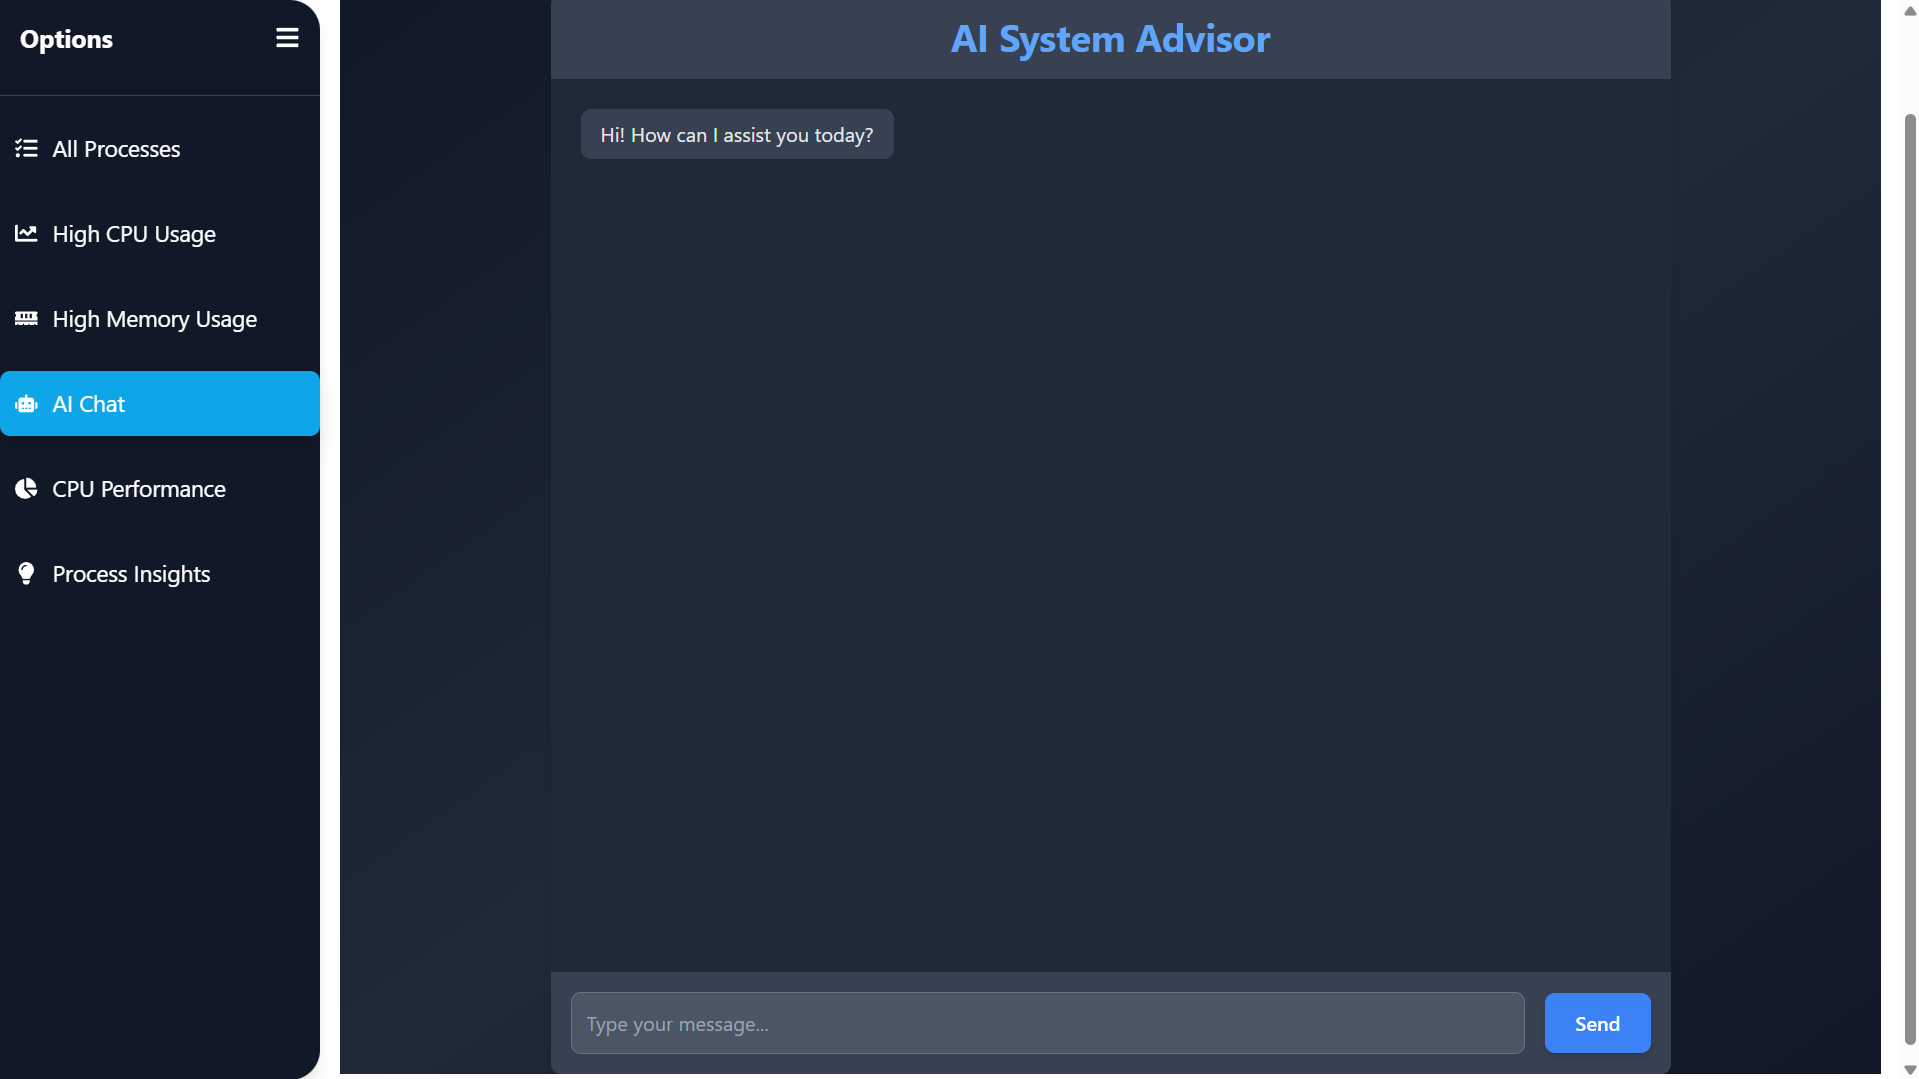 Options
All Processes
High CPU Usage
High Memory Usage
AI Chat
CPU Performance
Process Insights
AI System Advisor
Hi! How can I assist you today?
Type your message...
Send